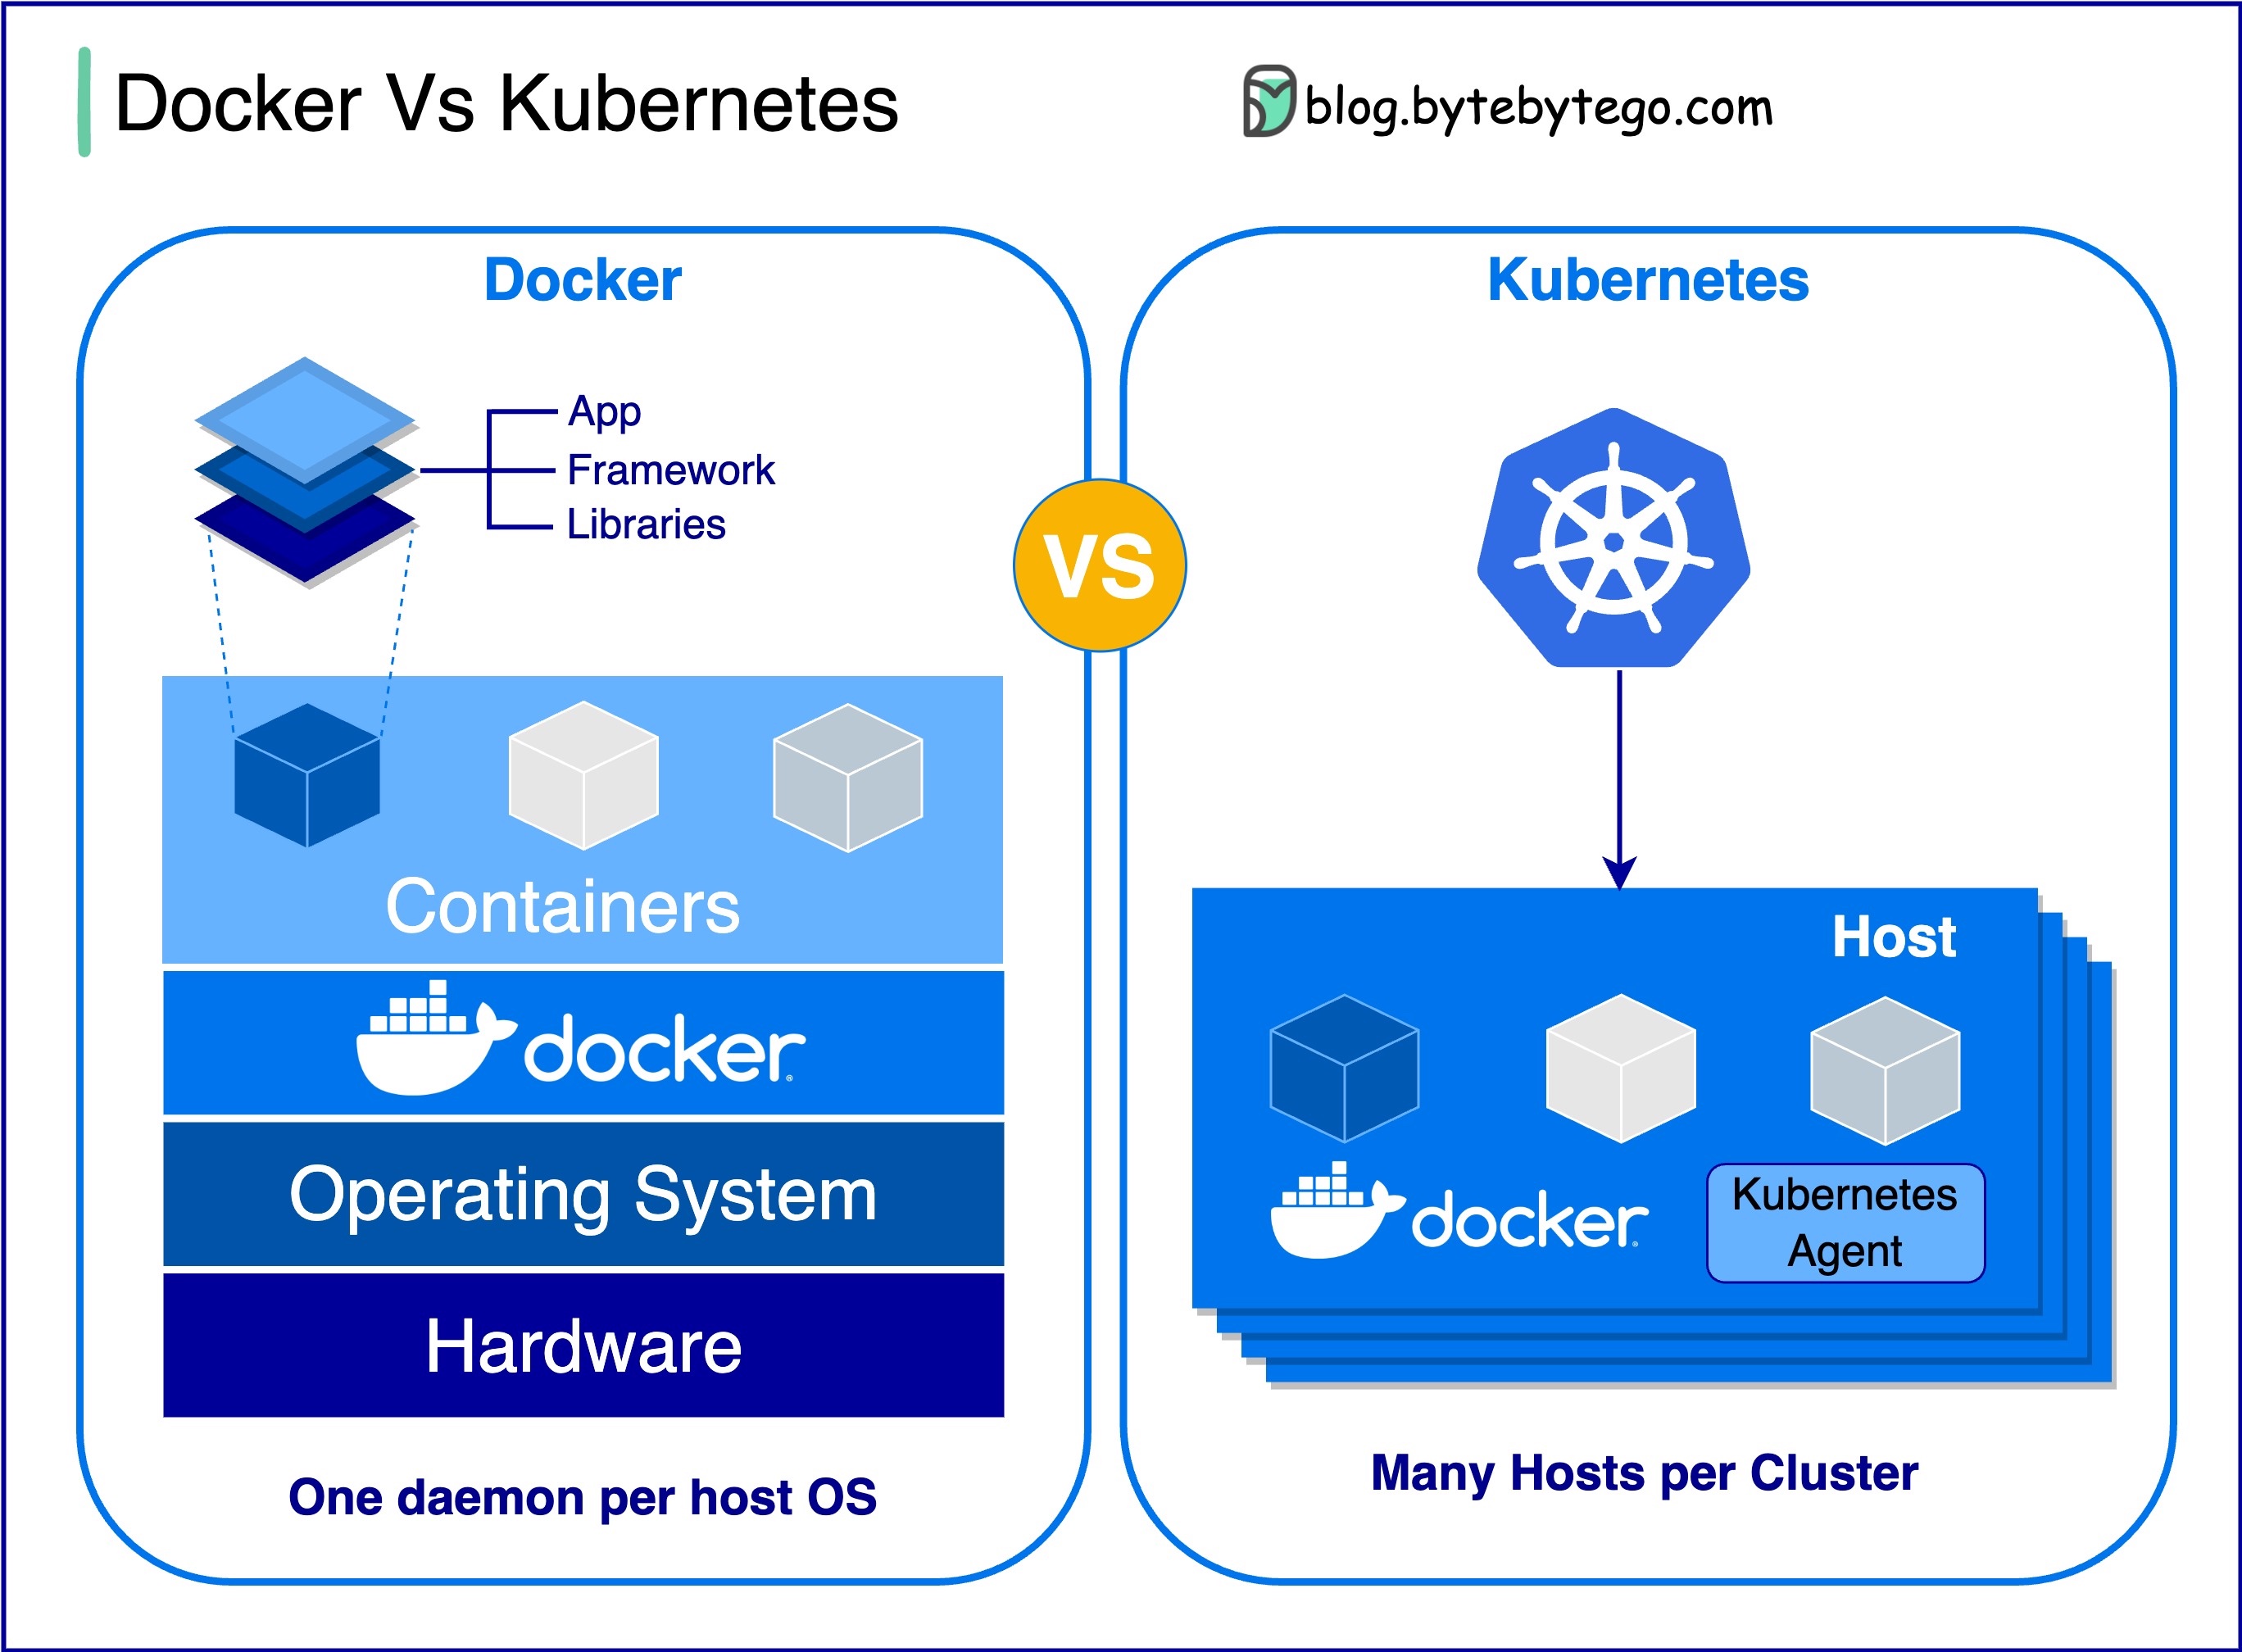 Docker Vs Kubernetes
blog.bytebytego.com
Docker
App
Framework
Libraries
Containers
docker
Operating System
Hardware
One daemon per host OS
VS
Kubernetes
Host
docker
Kubernetes
Agent
Many Hosts per Cluster